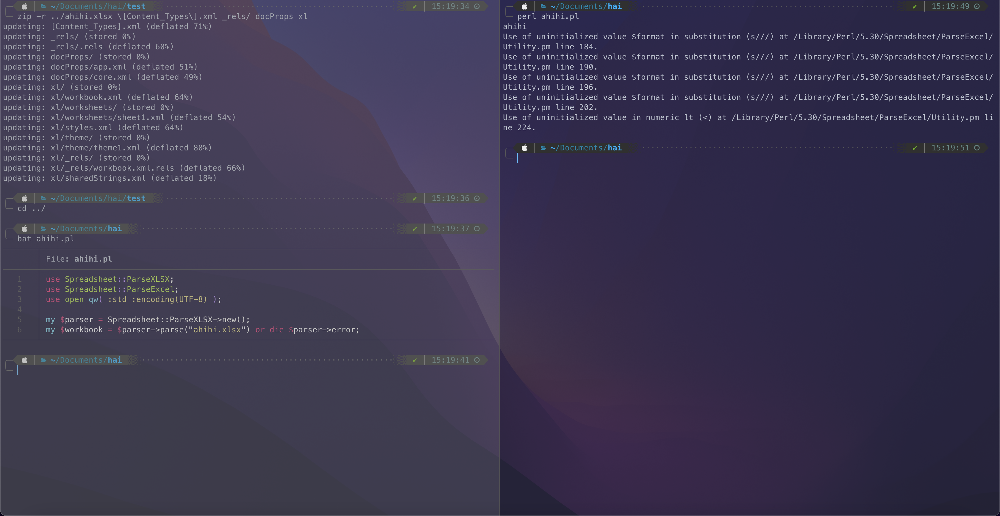 ~/Documents/hai/test ✔ 15:19:34
zip -r ../ahihi.xlsx \[Content_Types\].xml _rels/ docProps xl
updating: [Content_Types].xml (deflated 71%)
updating: _rels/ (stored 0%)
updating: _rels/.rels (deflated 60%)
updating: docProps/ (stored 0%)
updating: docProps/app.xml (deflated 51%)
updating: docProps/core.xml (deflated 49%)
updating: xl/ (stored 0%)
updating: xl/workbook.xml (deflated 64%)
updating: xl/worksheets/ (stored 0%)
updating: xl/worksheets/sheet1.xml (deflated 54%)
updating: xl/styles.xml (deflated 64%)
updating: xl/theme/ (stored 0%)
updating: xl/theme/theme1.xml (deflated 80%)
updating: xl/_rels/ (stored 0%)
updating: xl/_rels/workbook.xml.rels (deflated 66%)
updating: xl/sharedStrings.xml (deflated 18%)
~/Documents/hai/test ✔ 15:19:36
cd ../
~/Documents/hai ✔ 15:19:37
bat ahihi.pl
File: ahihi.pl
1 use Spreadsheet::ParseXLSX;
2 use Spreadsheet::ParseExcel;
3 use open qw( :std :encoding(UTF-8) );
4
5 my $parser = Spreadsheet::ParseXLSX->new();
6 my $workbook = $parser->parse("ahihi.xlsx") or die $parser->error;
~/Documents/hai ✔ 15:19:41
~/Documents/hai ✔ 15:19:49
perl ahihi.pl
ahihi
Use of uninitialized value $format in substitution (s///) at /Library/Perl/5.30/Spreadsheet/ParseExcel/
Utility.pm line 184.
Use of uninitialized value $format in substitution (s///) at /Library/Perl/5.30/Spreadsheet/ParseExcel/
Utility.pm line 190.
Use of uninitialized value $format in substitution (s///) at /Library/Perl/5.30/Spreadsheet/ParseExcel/
Utility.pm line 196.
Use of uninitialized value $format in substitution (s///) at /Library/Perl/5.30/Spreadsheet/ParseExcel/
Utility.pm line 202.
Use of uninitialized value in numeric lt (<) at /Library/Perl/5.30/Spreadsheet/ParseExcel/Utility.pm li
ne 224.
~/Documents/hai ✔ 15:19:51